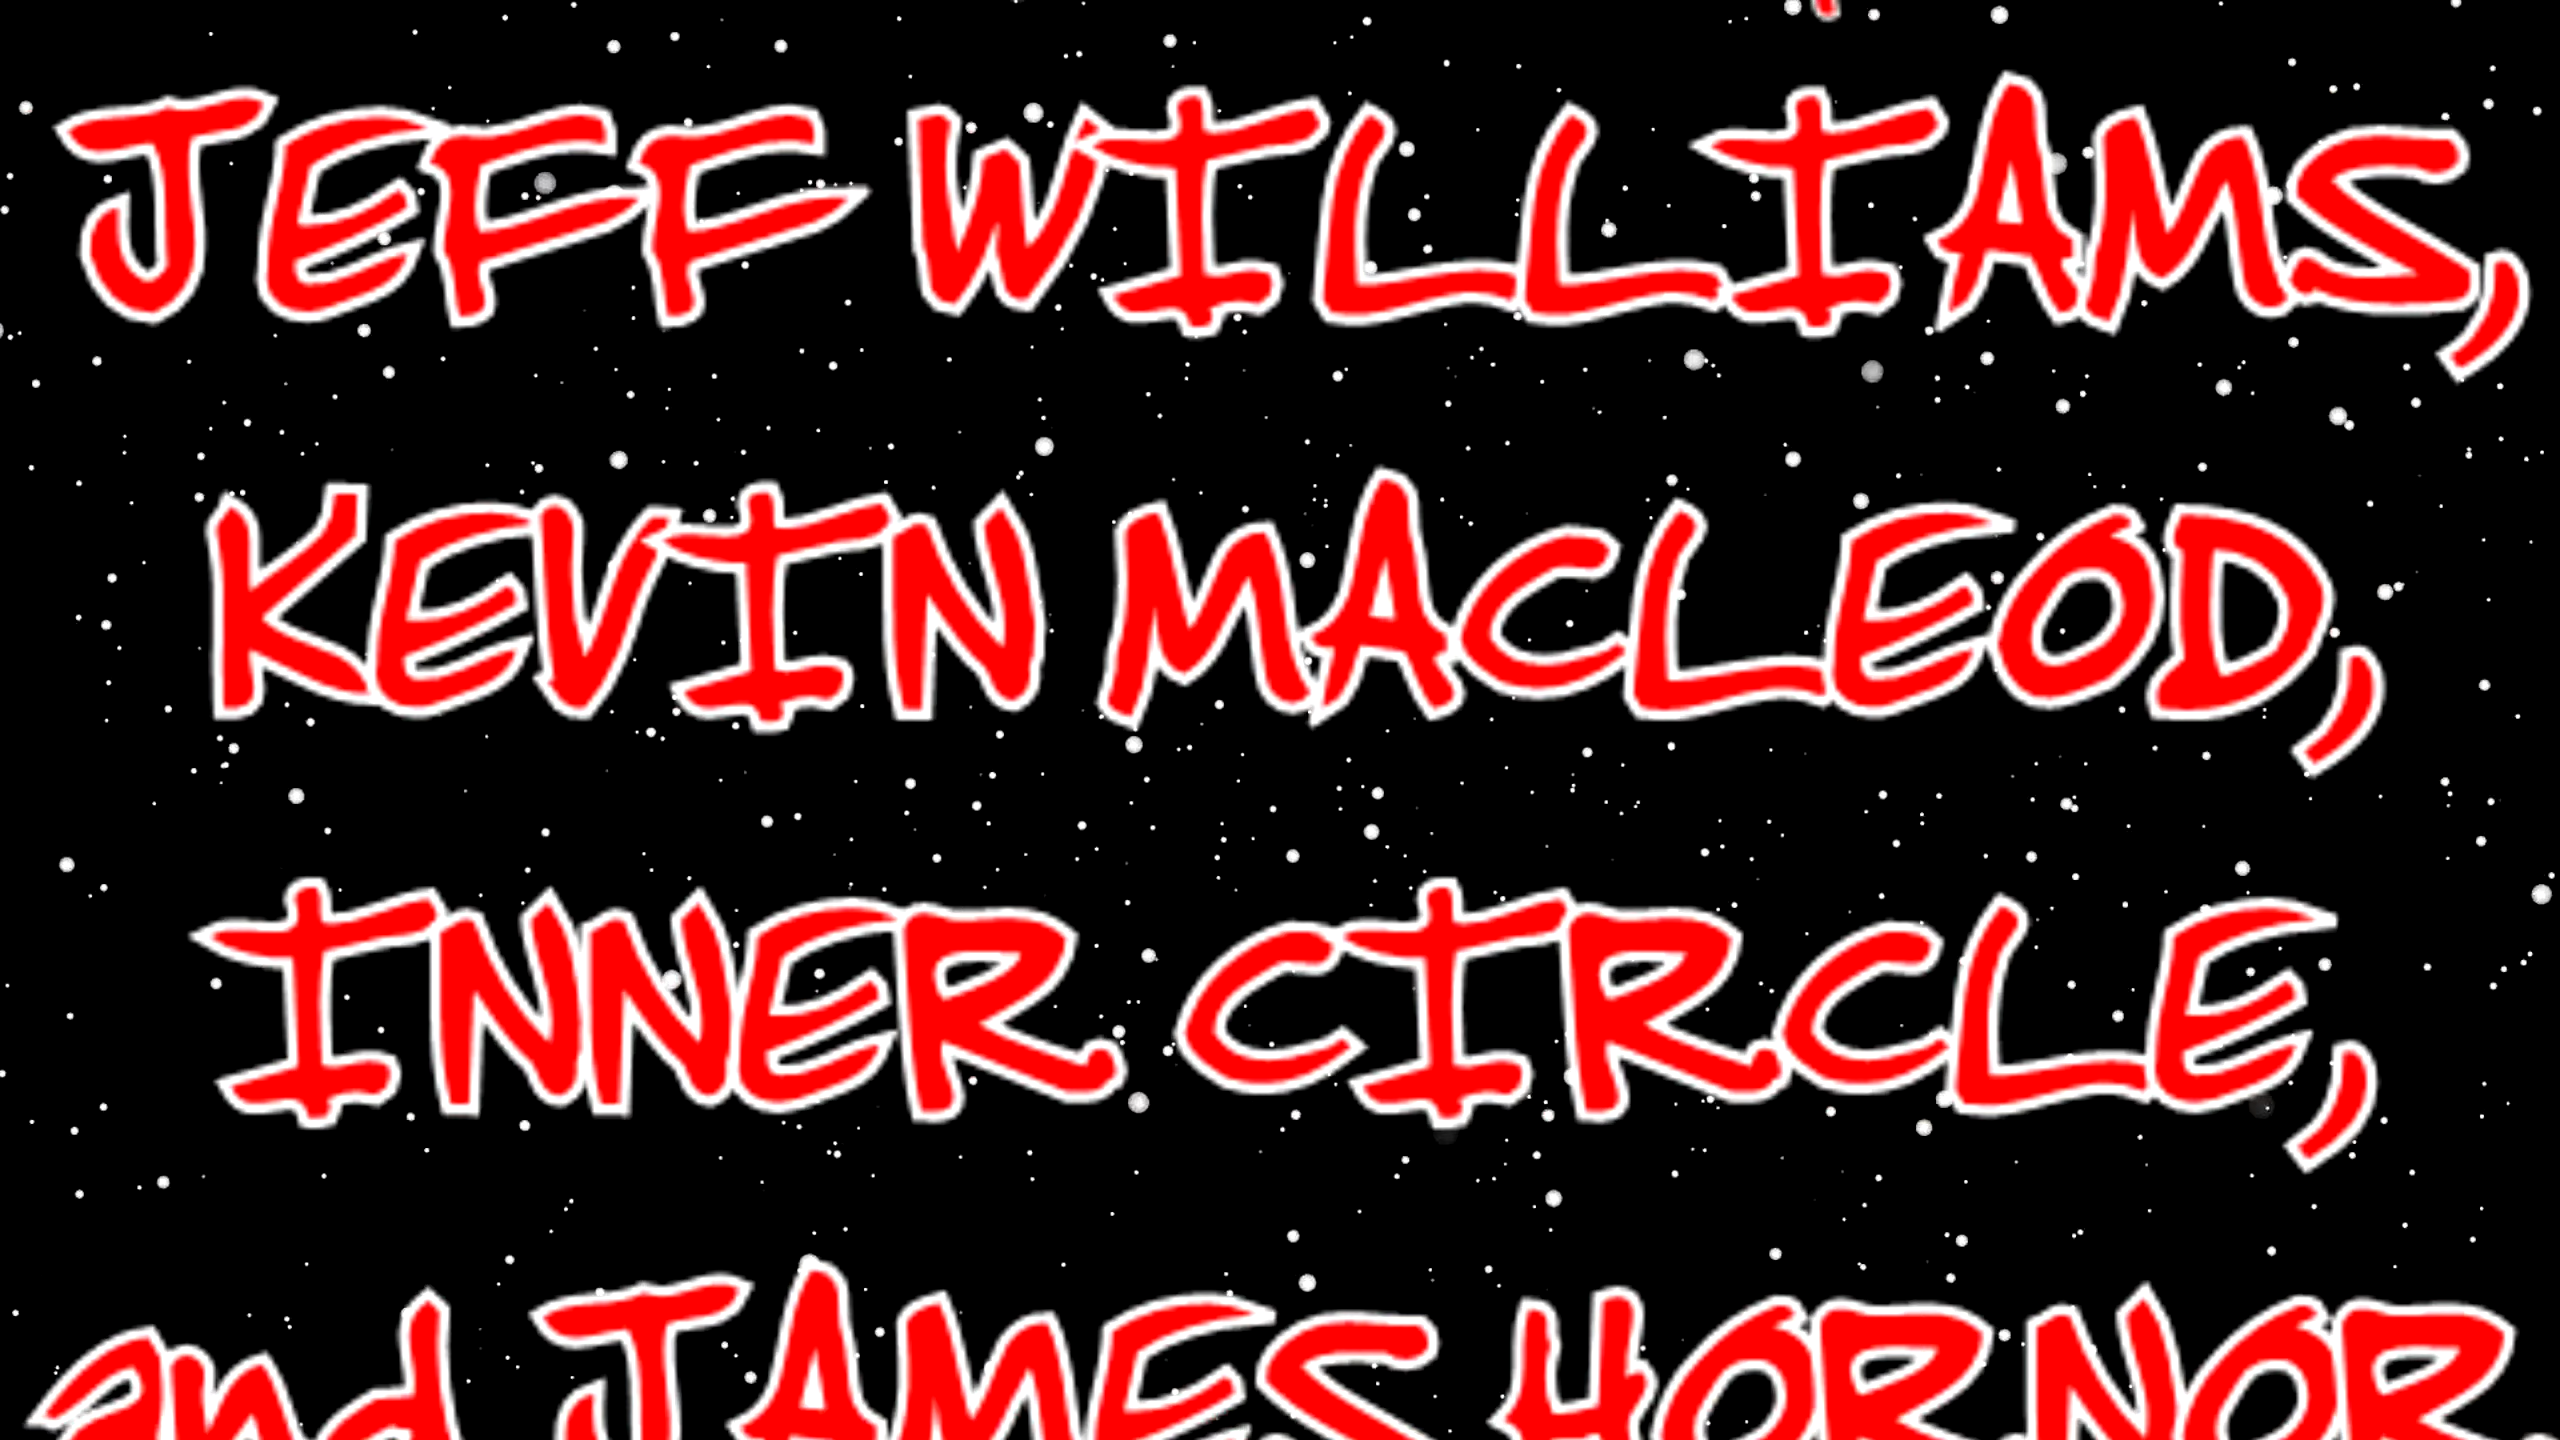 JEFF WILLIAMS,
KEVIN MACLEOD,
INNER CIRCLE,
and JAMES HORNOR